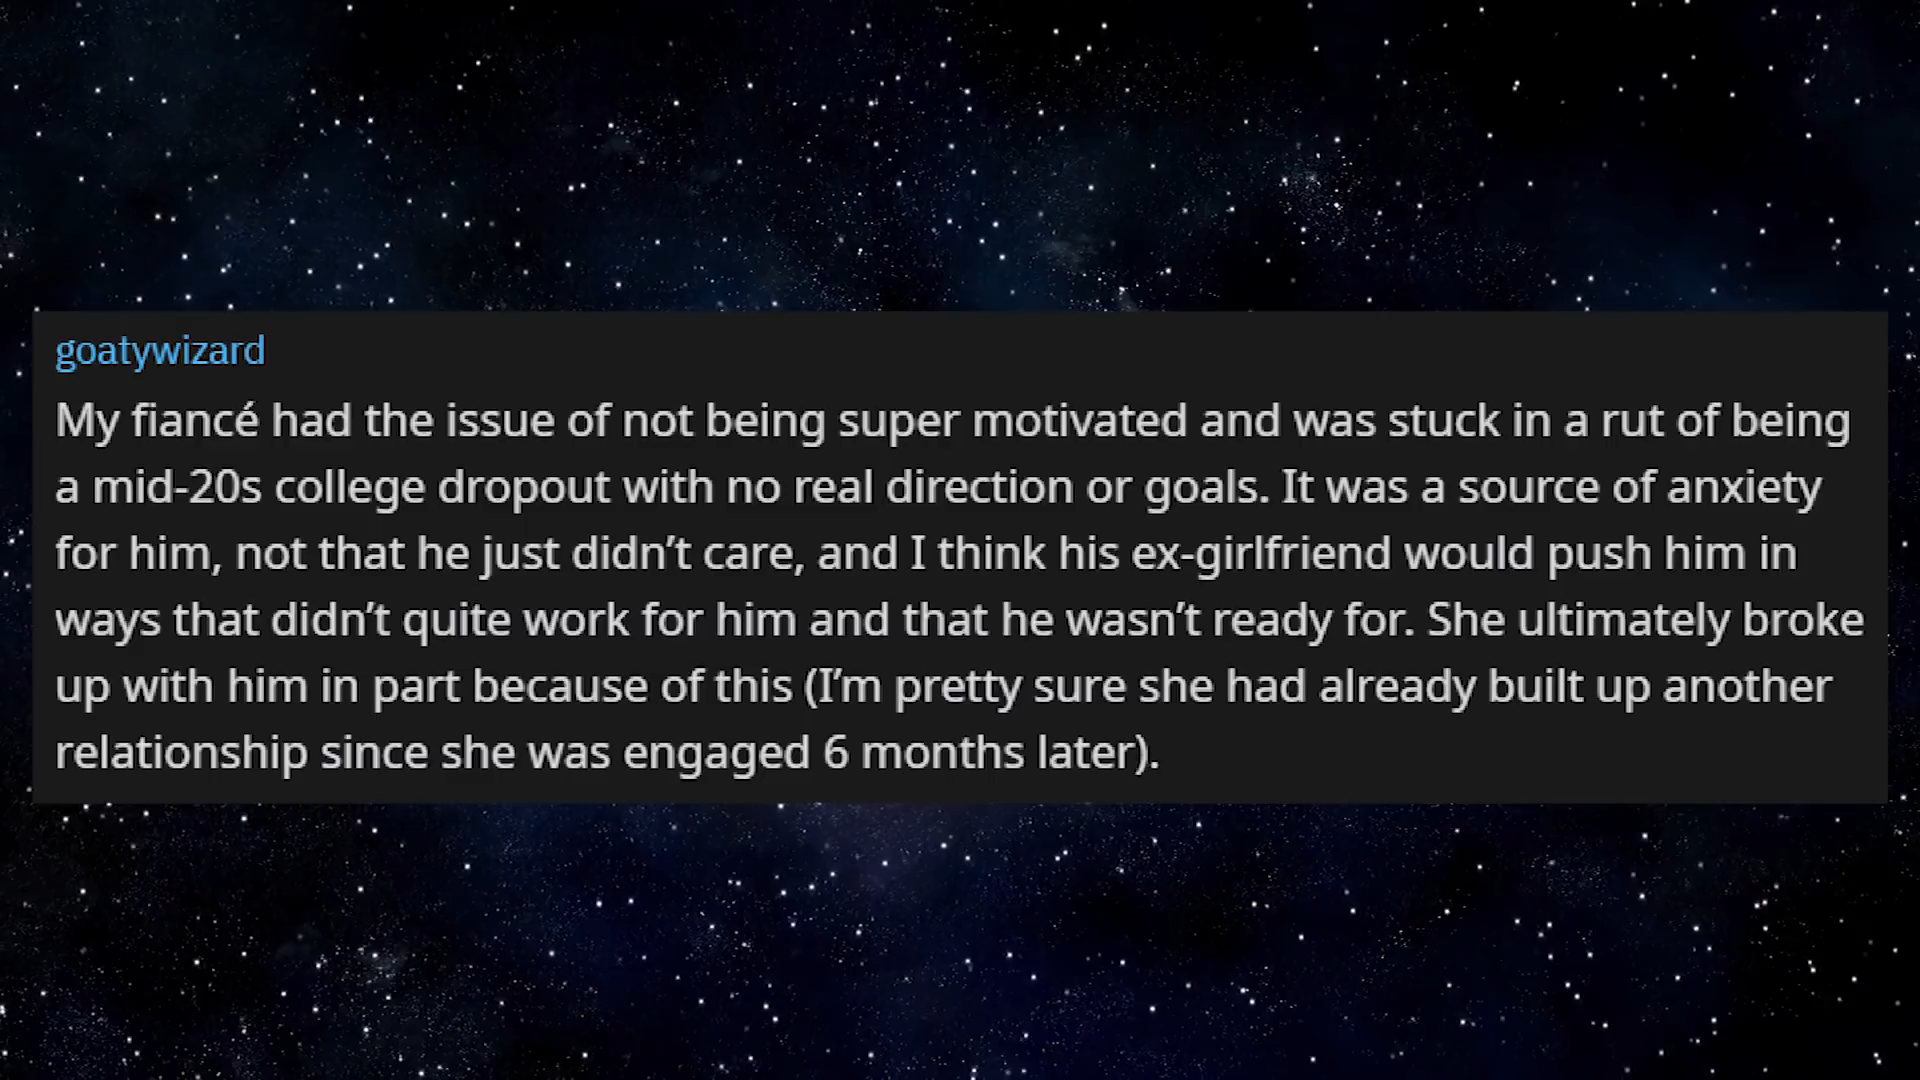 goatywizard
My fiancé had the issue of not being super motivated and was stuck in a rut of being
a mid-20s college dropout with no real direction or goals. It was a source of anxiety
for him, not that he just didn’t care, and I think his ex-girlfriend would push him in
ways that didn’t quite work for him and that he wasn’t ready for. She ultimately broke
up with him in part because of this (I’m pretty sure she had already built up another
relationship since she was engaged 6 months later).